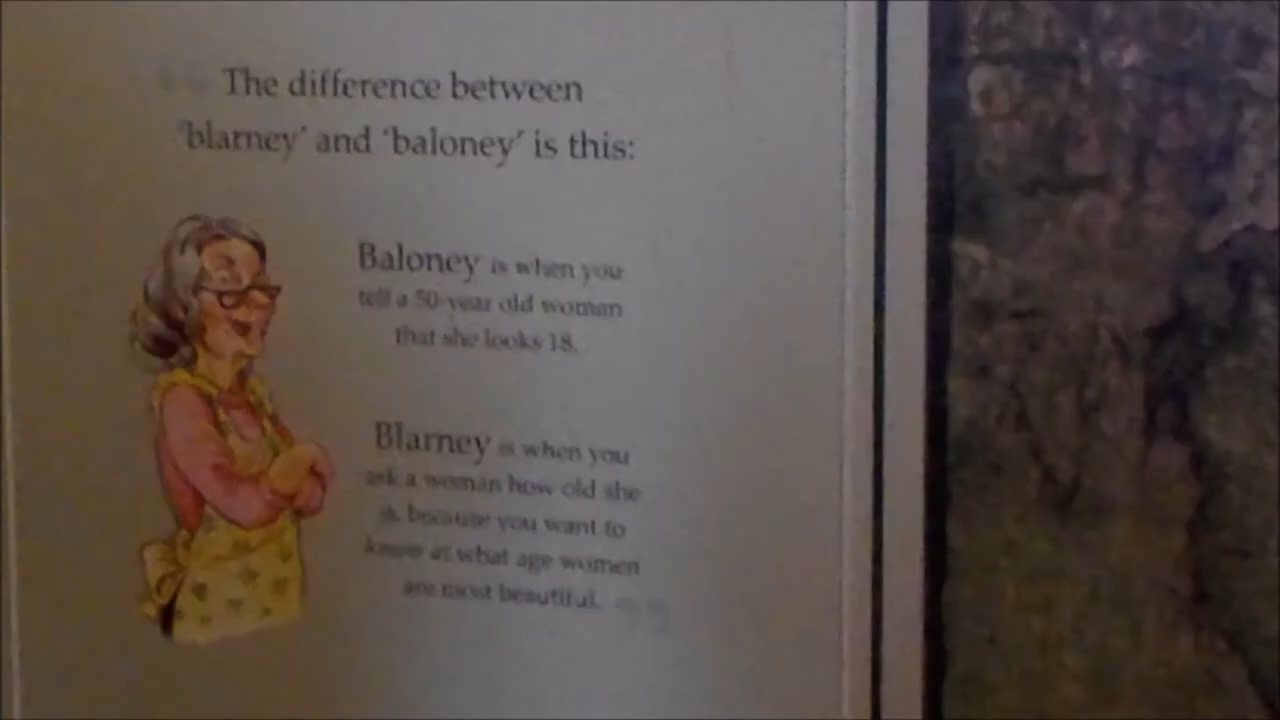 “ The difference between
‘blarney’ and ‘baloney’ is this:
Baloney is when you
tell a 50-year old woman
that she looks 18.
Blarney is when you
ask a woman how old she
is, because you want to
know at what age women
are most beautiful. ”